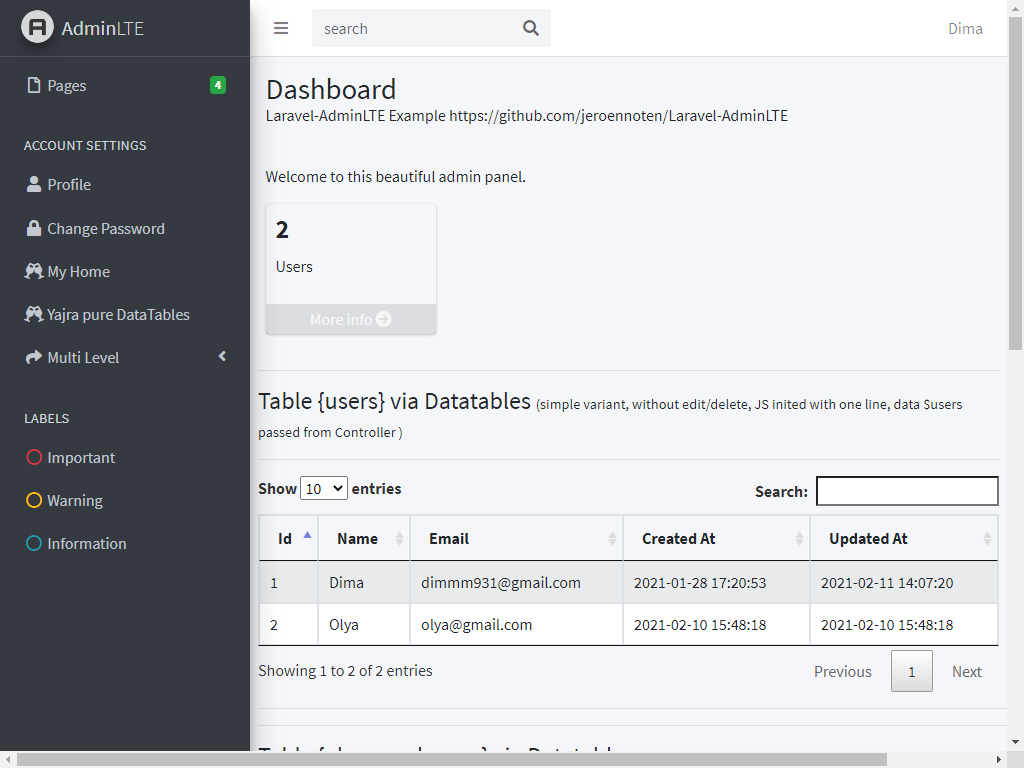 AdminLTE
search
Dima
Pages
4
ACCOUNT SETTINGS
Profile
Change Password
My Home
Yajra pure DataTables
Multi Level
LABELS
Important
Warning
Information
Dashboard
Laravel-AdminLTE Example https://github.com/jeroennoten/Laravel-AdminLTE
Welcome to this beautiful admin panel.
2
Users
More info
Table {users} via Datatables (simple variant, without edit/delete, JS inited with one line, data $users
passed from Controller )
Show 10 entries
Search:
Id Name Email Created At Updated At
1 Dima dimmm931@gmail.com 2021-01-28 17:20:53 2021-02-11 14:07:20
2 Olya olya@gmail.com 2021-02-10 15:48:18 2021-02-10 15:48:18
Showing 1 to 2 of 2 entries
Previous 1 Next